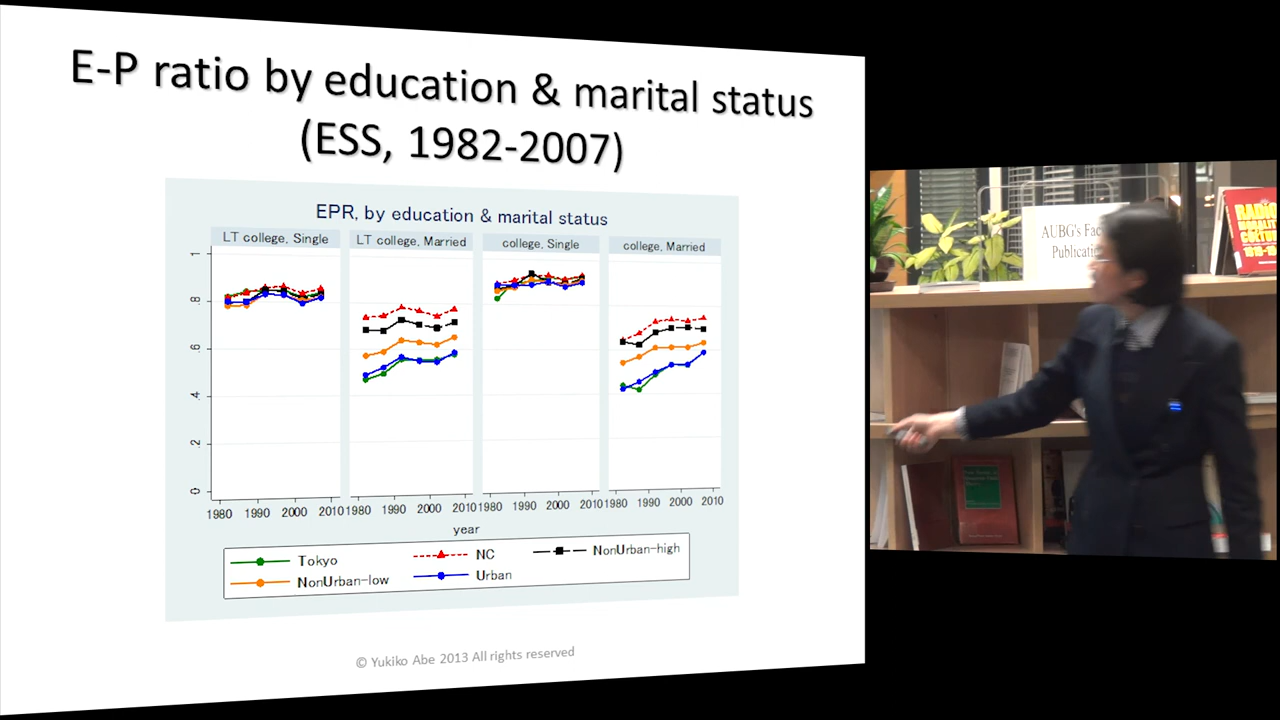 E-P ratio by education & marital status
(ESS, 1982-2007)
EPR, by education & marital status
LT college, Single
LT college, Married
college, Single
college, Married
1
.8
.6
.4
.2
0
1980 1990 2000 2010
1980 1990 2000 2010
1980 1990 2000 2010
1980 1990 2000 2010
year
Tokyo
NC
NonUrban-high
NonUrban-low
Urban
© Yukiko Abe 2013 All rights reserved
AUBG's
Publicatio
RADIO